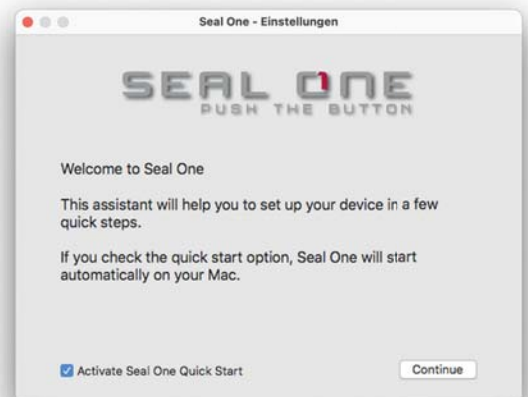 Seal One - Einstellungen
SEAL ONE
PUSH THE BUTTON
Welcome to Seal One
This assistant will help you to set up your device in a few
quick steps.
If you check the quick start option, Seal One will start
automatically on your Mac.
Activate Seal One Quick Start
Continue